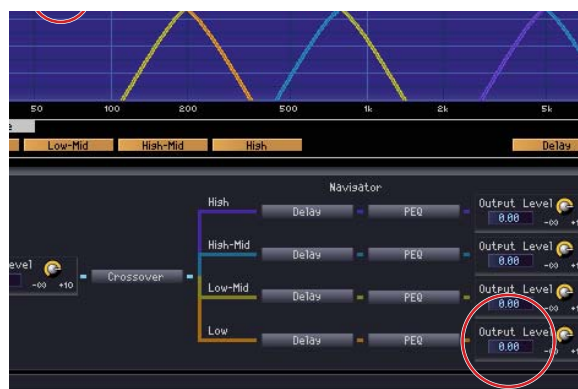 50 100 200 500 1k 2k 5k
Low-Mid High-Mid High Delay
Navigator
High Delay PEQ Output Level
0.00 -∞
High-Mid Delay PEQ Output Level
0.00 -∞
Crossover -∞ +10
Low-Mid Delay PEQ Output Level
0.00 -∞
Low Delay PEQ Output Level
0.00 -∞